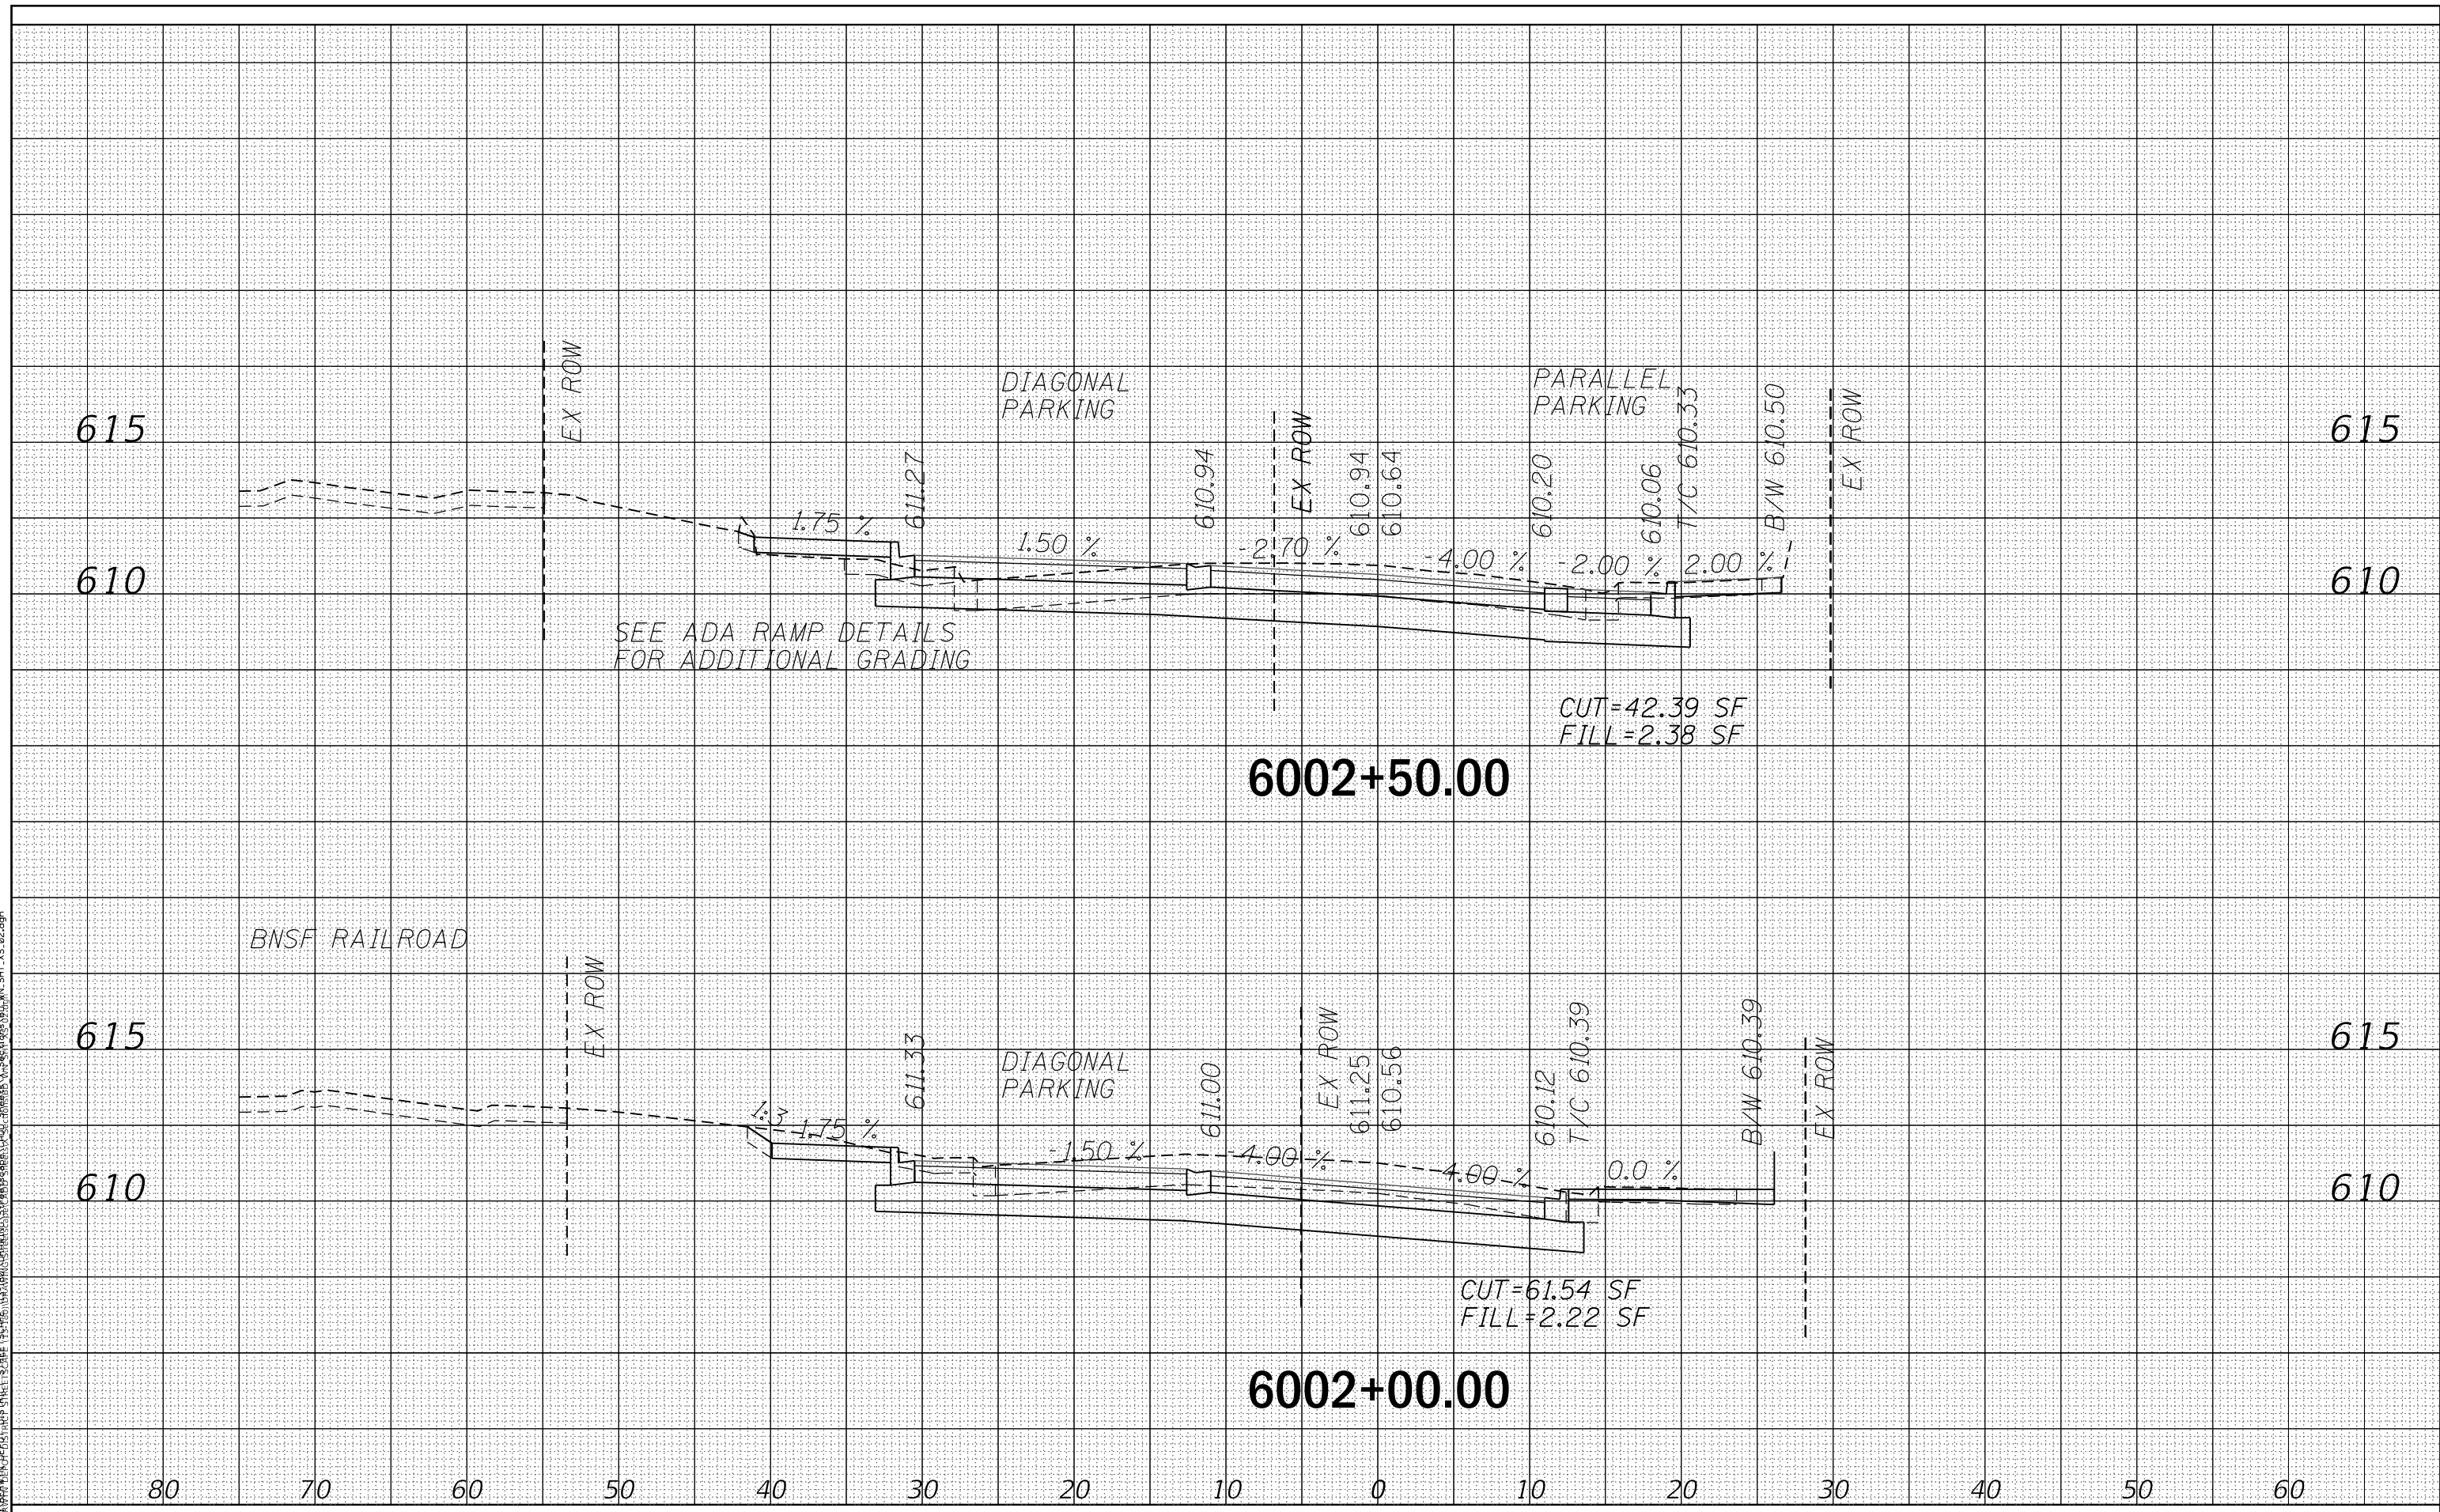 EX ROW
DIAGONAL
PARKING
PARALLEL
PARKING
615
615
EX ROW
EX ROW
611.27
610.94
610.94
610.64
610.20
610.06
T/C 610.33
B/W 610.50
1.75 %
1.50 %
-2.70 %
-4.00 %
-2.00 %
2.00 %
610
610
SEE ADA RAMP DETAILS
FOR ADDITIONAL GRADING
CUT=42.39 SF
FILL=2.38 SF
6002+50.00
BNSF RAILROAD
EX ROW
615
615
DIAGONAL
PARKING
EX ROW
EX ROW
611.33
611.00
611.25
610.56
610.12
T/C 610.39
B/W 610.39
1:3
1.75 %
-1.50 %
-4.00 %
4.00 %
0.0 %
610
610
CUT=61.54 SF
FILL=2.22 SF
6002+00.00
80 70 60 50 40 30 20 10 0 10 20 30 40 50 60